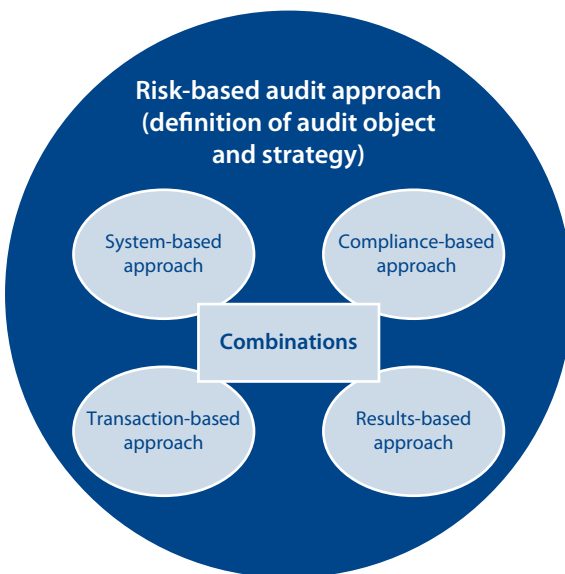 Risk-based audit approach
(definition of audit object
and strategy)
System-based
approach
Compliance-based
approach
Combinations
Transaction-based
approach
Results-based
approach